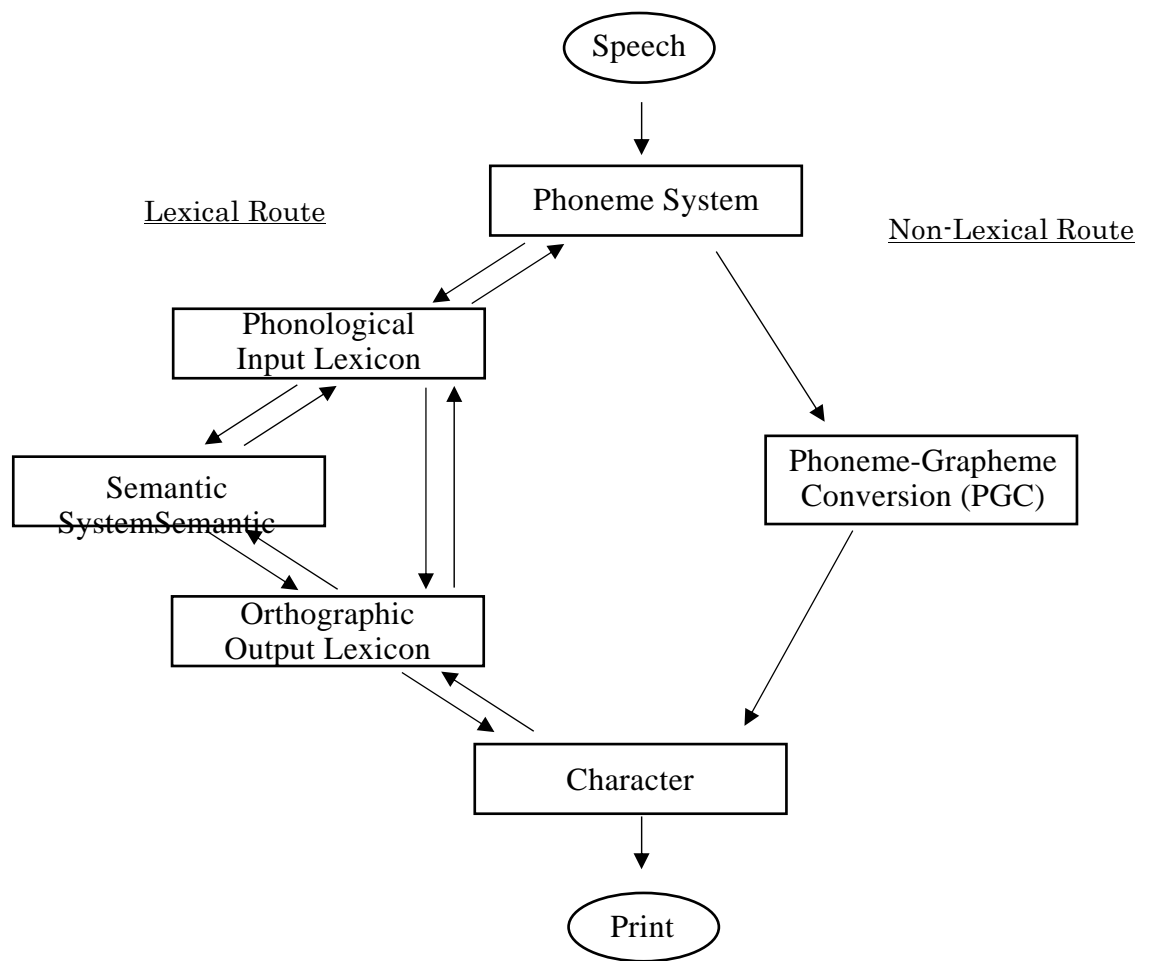 Speech
Phoneme System
Lexical Route
Non-Lexical Route
Phonological
Input Lexicon
Semantic
SystemSemantic
Phoneme-Grapheme
Conversion (PGC)
Orthographic
Output Lexicon
Character
Print